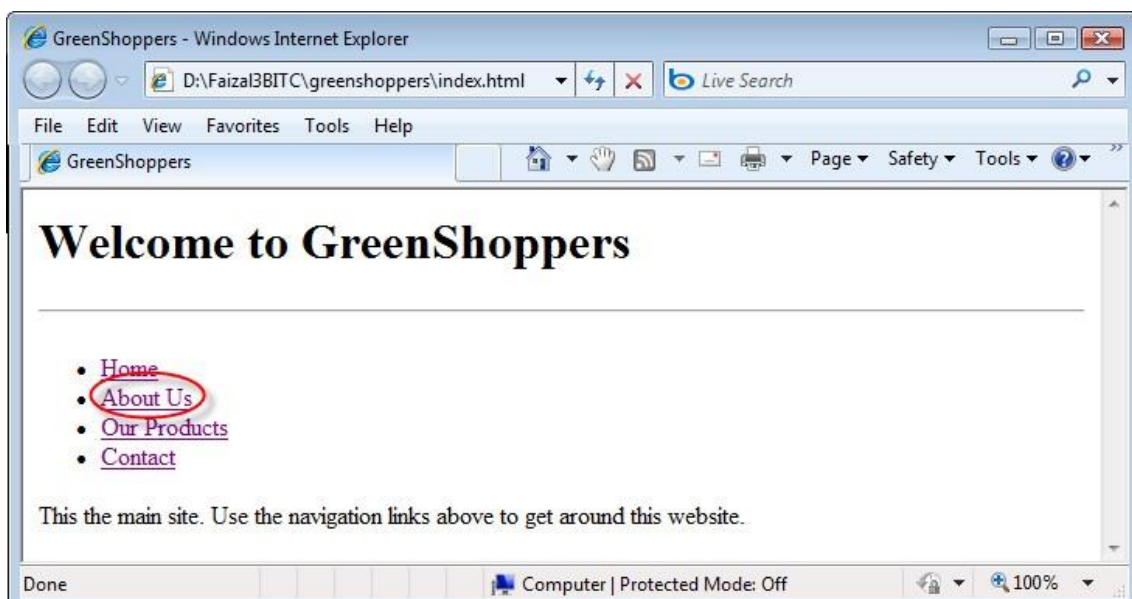 GreenShoppers - Windows Internet Explorer
D:\Faizal3BITC\greenshoppers\index.html
Live Search
File Edit View Favorites Tools Help
GreenShoppers
Page Safety Tools
Welcome to GreenShoppers
Home
About Us
Our Products
Contact
This the main site. Use the navigation links above to get around this website.
Done
Computer | Protected Mode: Off
100%